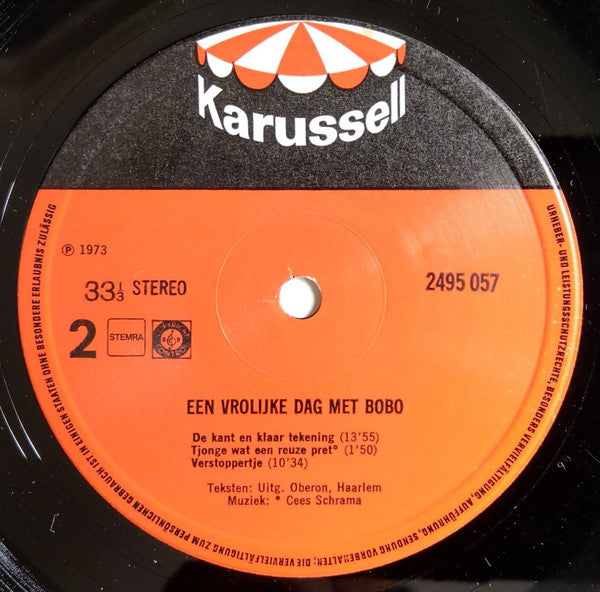 Karussell
℗ 1973
33⅓ STEREO
2495 057
2
STEMRA
EEN VROLIJKE DAG MET BOBO
De kant en klaar tekening (13'55)
Tjonge wat een reuze pret° (1'50)
Verstoppertje (10'34)
Teksten: Uitg. Oberon, Haarlem
Muziek: ° Cees Schrama
URHEBER- UND LEISTUNGSSCHUTZRECHTE, BESONDERS VERVIELFÄLTIGUNG, AUFFÜHRUNG, SENDUNG VORBEHALTEN; DIE VERVIELFÄLTIGUNG ZUM PERSÖNLICHEN GEBRAUCH IST IN EINIGEN STATEN OHNE BESONDERE ERLAUBNIS ZULÄSSIG